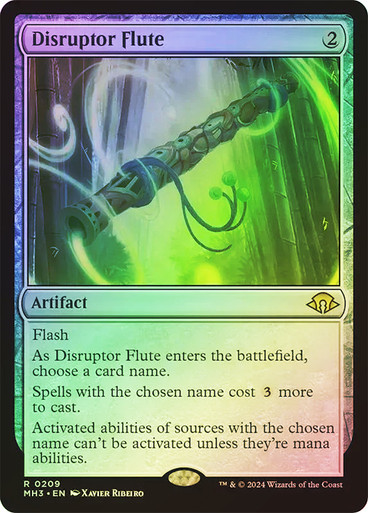 Disruptor Flute 2
Artifact
Flash
As Disruptor Flute enters the battlefield,
choose a card name.
Spells with the chosen name cost 3 more
to cast.
Activated abilities of sources with the chosen
name can't be activated unless they're mana
abilities.
R 0209
MH3 • EN Xavier Ribeiro
™ & © 2024 Wizards of the Coast